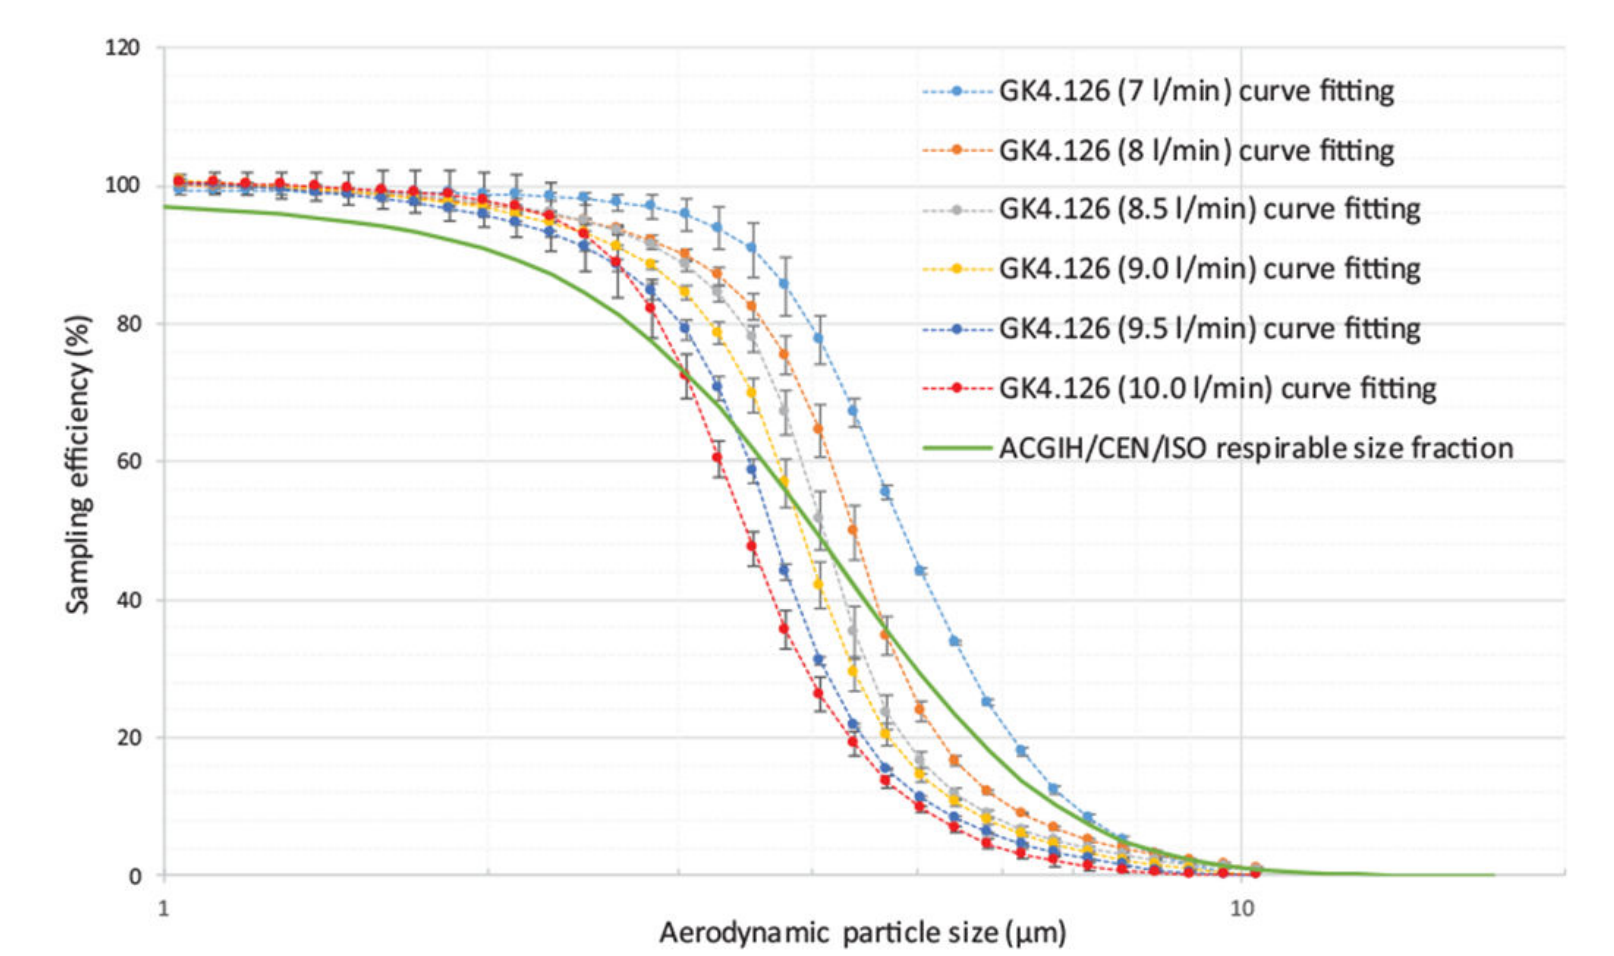 120
100
80
60
40
20
0
Sampling efficiency (%)
GK4.126 (7 l/min) curve fitting
GK4.126 (8 l/min) curve fitting
GK4.126 (8.5 l/min) curve fitting
GK4.126 (9.0 l/min) curve fitting
GK4.126 (9.5 l/min) curve fitting
GK4.126 (10.0 l/min) curve fitting
ACGIH/CEN/ISO respirable size fraction
1
10
Aerodynamic particle size (μm)